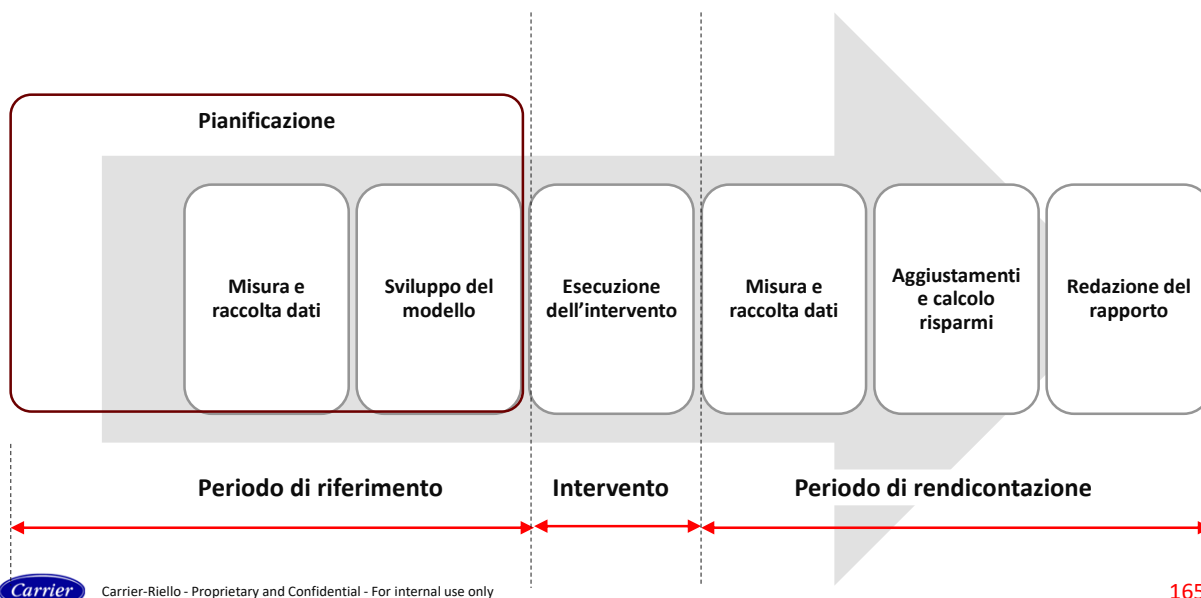 Pianificazione
Misura e
raccolta dati
Sviluppo del
modello
Esecuzione
dell’intervento
Misura e
raccolta dati
Aggiustamenti
e calcolo
risparmi
Redazione del
rapporto
Periodo di riferimento
Intervento
Periodo di rendicontazione
Carrier
Carrier-Riello - Proprietary and Confidential - For internal use only
165